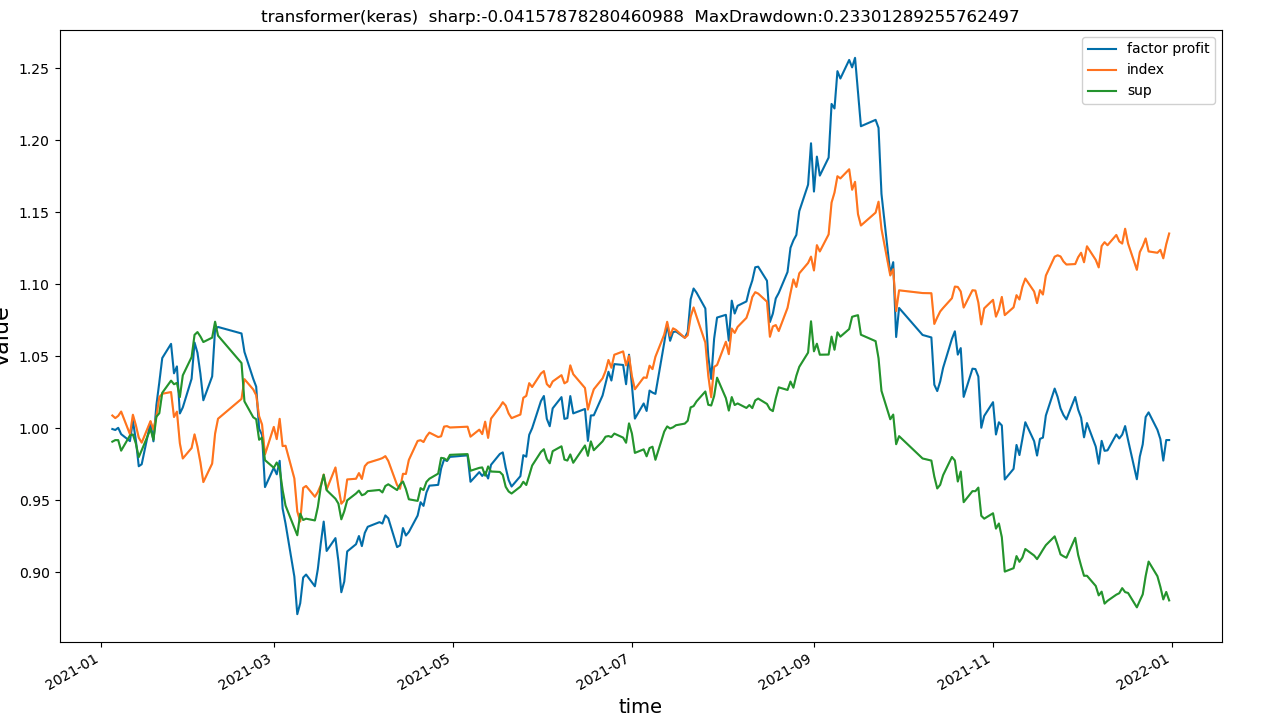 transformer(keras)  sharp:-0.04157878280460988  MaxDrawdown:0.23301289255762497
factor profit
index
sup
1.25
1.20
1.15
1.10
1.05
1.00
0.95
0.90
value
2021-01
2021-03
2021-05
2021-07
2021-09
2021-11
2022-01
time